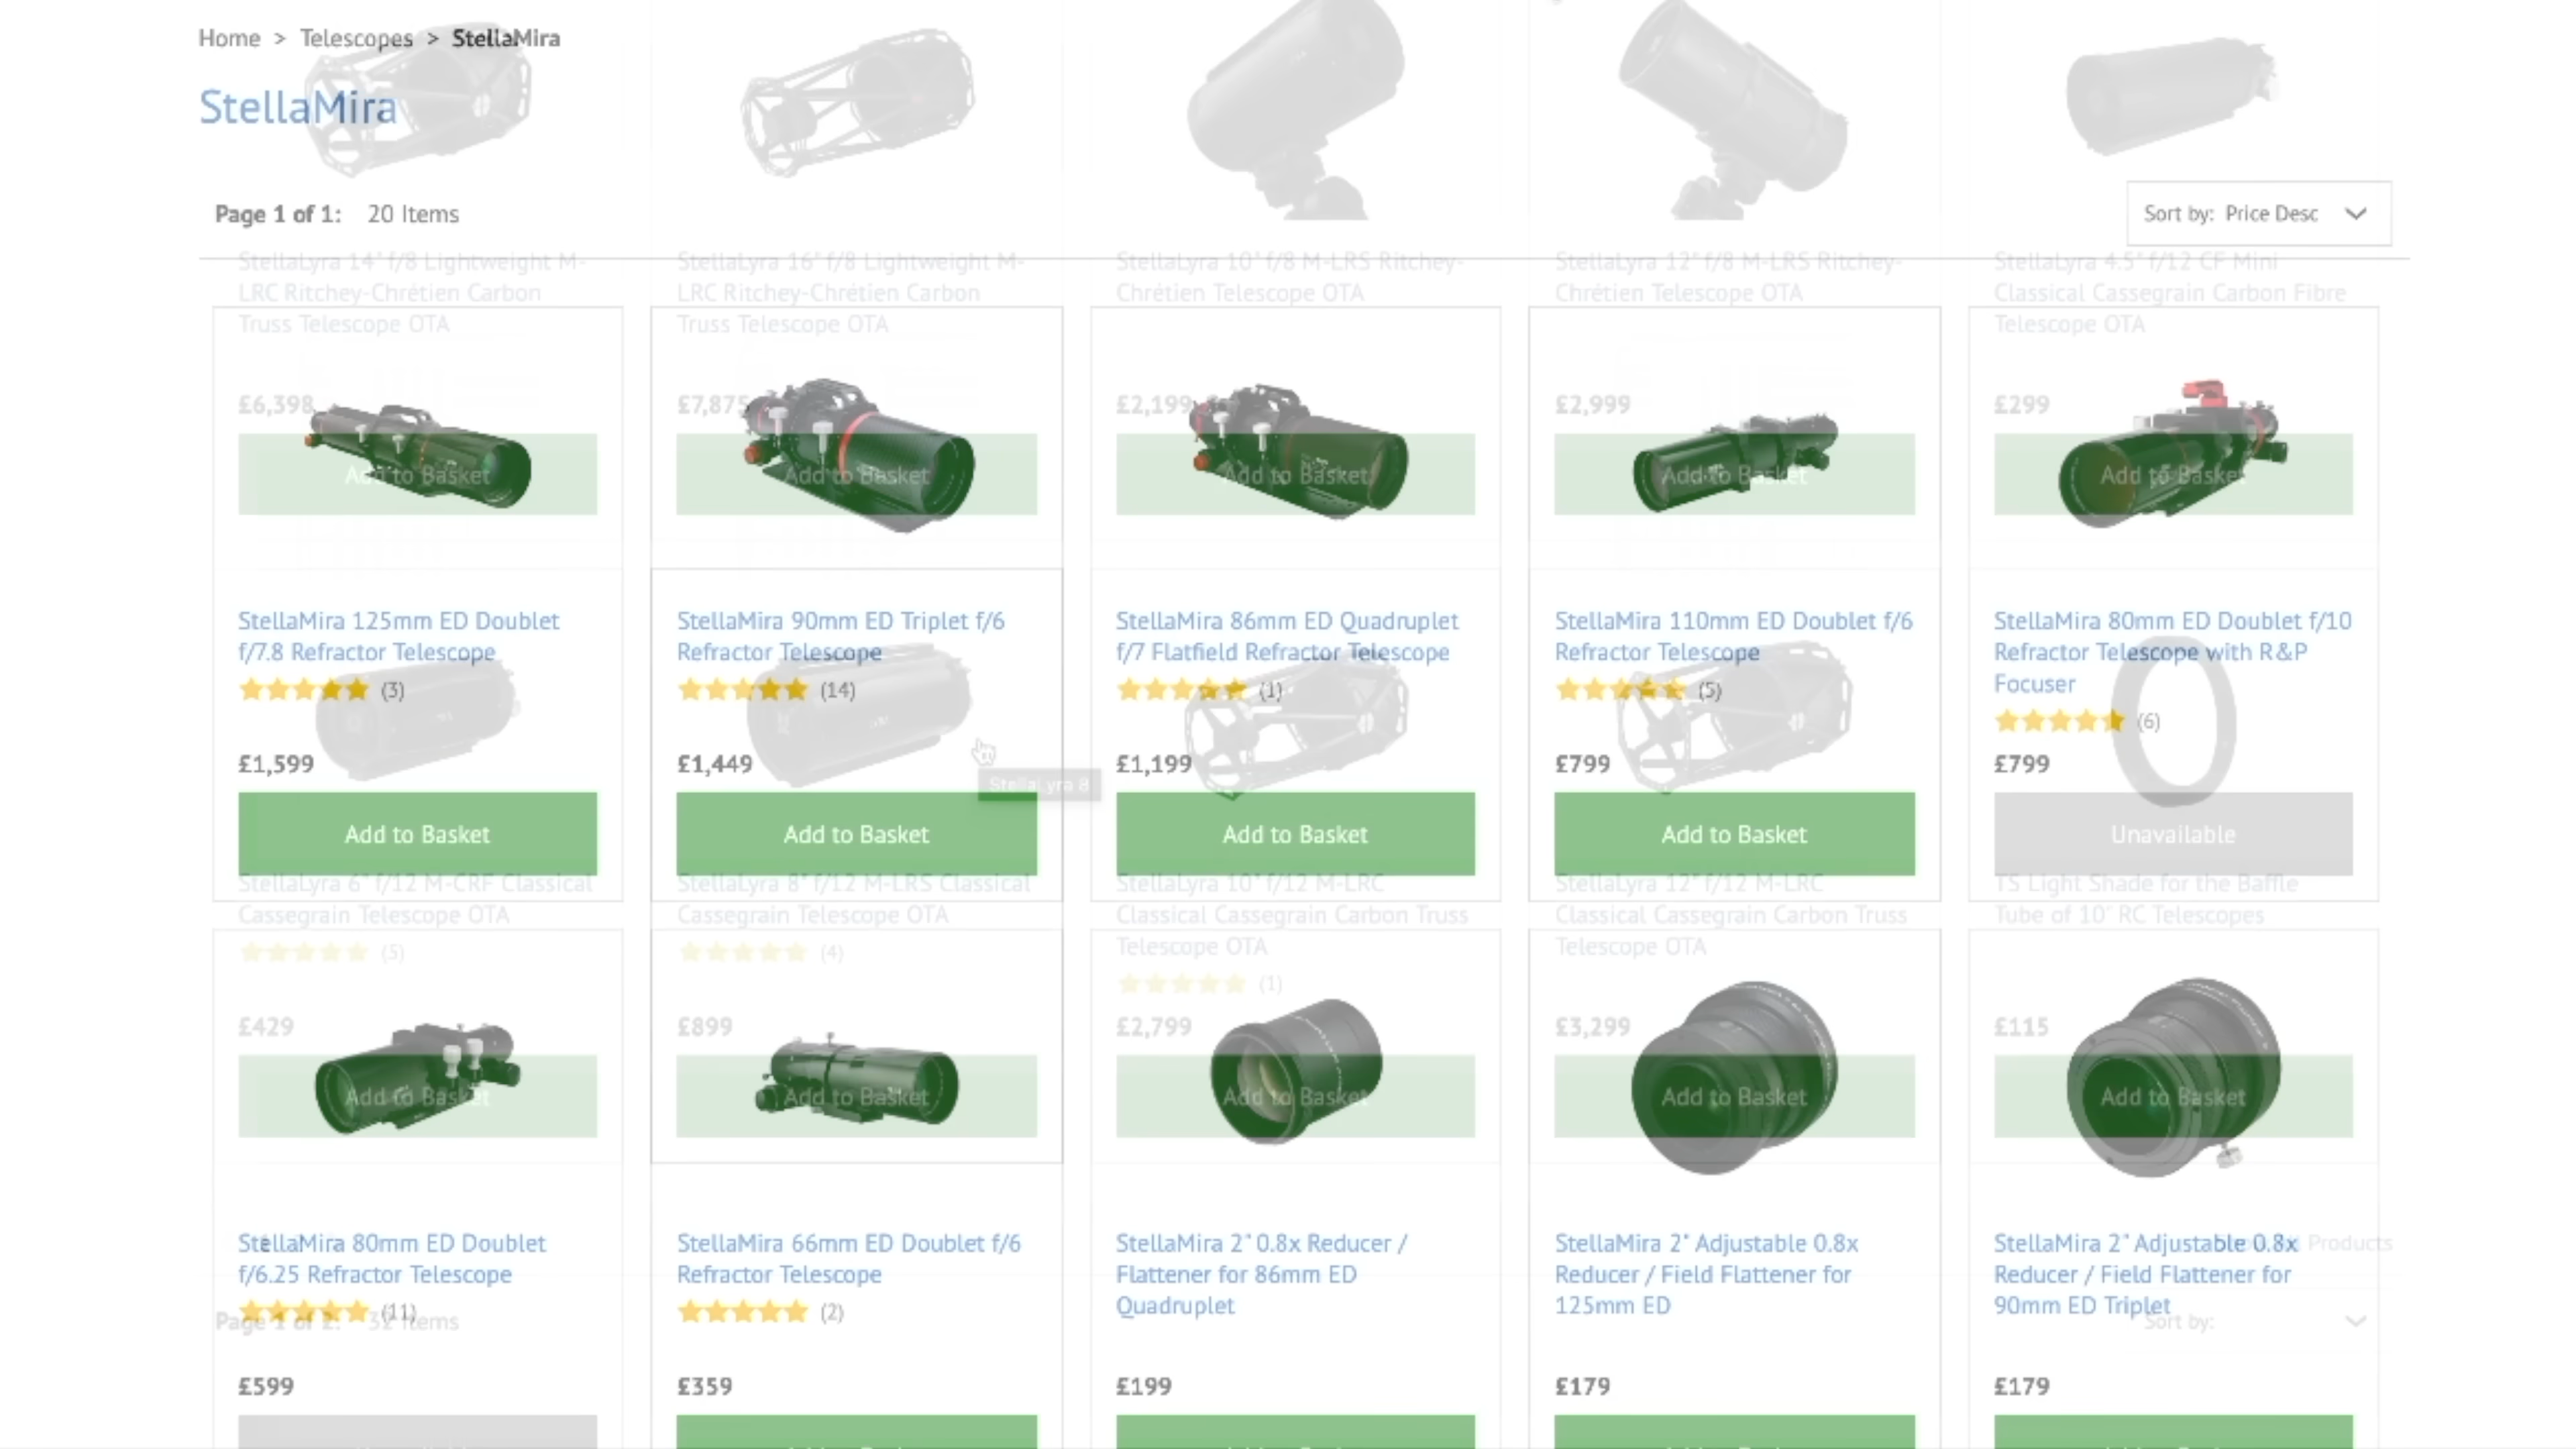 Home > Telescopes > StellaMira
StellaMira
Page 1 of 1: 20 Items
Sort by: Price Desc
StellaLyra 14" f/8 Lightweight M-
LRC Ritchey-Chrétien Carbon
Truss Telescope OTA
£6,398
Add to Basket
StellaLyra 16" f/8 Lightweight M-
LRC Ritchey-Chrétien Carbon
Truss Telescope OTA
£7,875
Add to Basket
StellaLyra 10" f/8 M-LRS Ritchey-
Chrétien Telescope OTA
£2,199
Add to Basket
StellaLyra 12" f/8 M-LRS Ritchey-
Chrétien Telescope OTA
£2,999
Add to Basket
StellaLyra 4.5" f/12 CF Mini
Classical Cassegrain Carbon Fibre
Telescope OTA
£299
Add to Basket
StellaMira 125mm ED Doublet
f/7.8 Refractor Telescope
(3)
£1,599
Add to Basket
StellaMira 90mm ED Triplet f/6
Refractor Telescope
(14)
£1,449
StellaLyra 8
Add to Basket
StellaMira 86mm ED Quadruplet
f/7 Flatfield Refractor Telescope
(1)
£1,199
Add to Basket
StellaMira 110mm ED Doublet f/6
Refractor Telescope
(5)
£799
Add to Basket
StellaMira 80mm ED Doublet f/10
Refractor Telescope with R&P
Focuser
(6)
£799
Unavailable
StellaLyra 6" f/12 M-CRF Classical
Cassegrain Telescope OTA
(5)
£429
Add to Basket
StellaLyra 8" f/12 M-LRS Classical
Cassegrain Telescope OTA
(4)
£899
Add to Basket
StellaLyra 10" f/12 M-LRC
Classical Cassegrain Carbon Truss
Telescope OTA
(1)
£2,799
Add to Basket
StellaLyra 12" f/12 M-LRC
Classical Cassegrain Carbon Truss
Telescope OTA
£3,299
Add to Basket
TS Light Shade for the Baffle
Tube of 10" RC Telescopes
£115
Add to Basket
StellaMira 80mm ED Doublet
f/6.25 Refractor Telescope
(11)
£599
StellaMira 66mm ED Doublet f/6
Refractor Telescope
(2)
£359
StellaMira 2" 0.8x Reducer /
Flattener for 86mm ED
Quadruplet
£199
StellaMira 2" Adjustable 0.8x
Reducer / Field Flattener for
125mm ED
£179
StellaMira 2" Adjustable 0.8x
Reducer / Field Flattener for
90mm ED Triplet
£179
Products
Page 1 of 2: Items
Sort by: